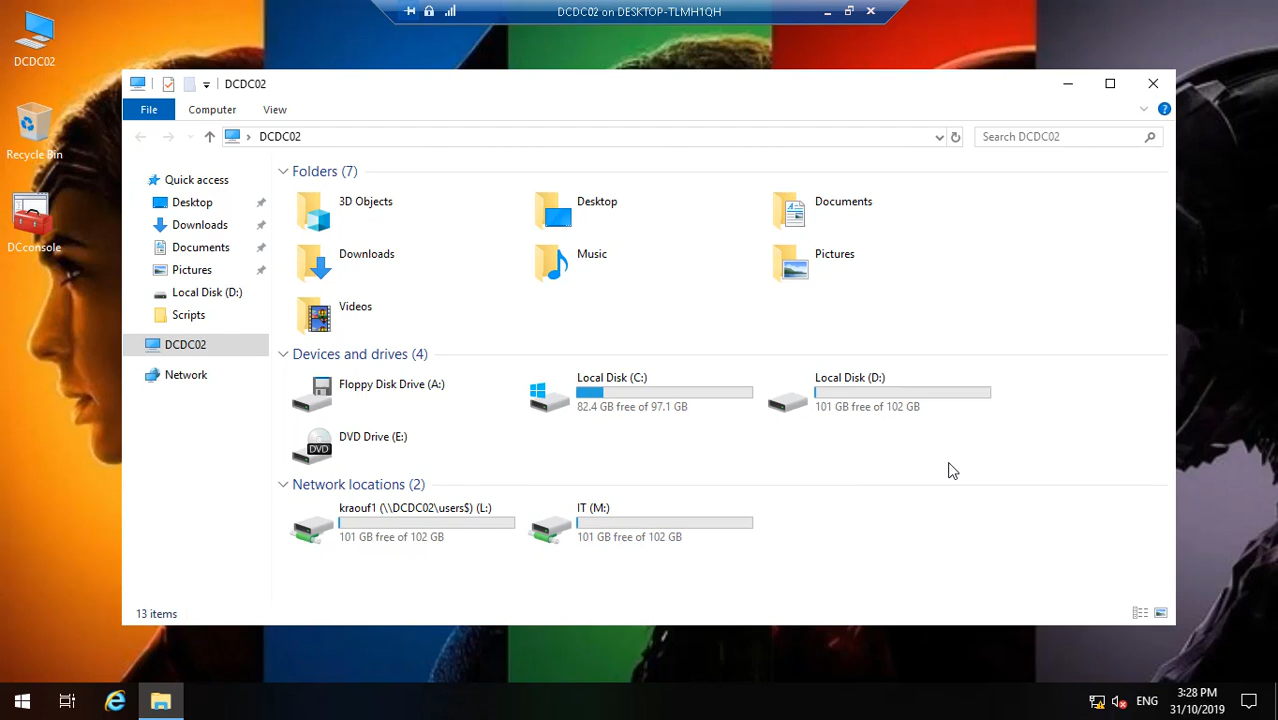 DCDC02 on DESKTOP-TLMH1QH
DCDC02
Recycle Bin
DCconsole
DCDC02
File
Computer
View
DCDC02
Search DCDC02
Quick access
Desktop
Downloads
Documents
Pictures
Local Disk (D:)
Scripts
DCDC02
Network
Folders (7)
3D Objects
Desktop
Documents
Downloads
Music
Pictures
Videos
Devices and drives (4)
Floppy Disk Drive (A:)
Local Disk (C:)
82.4 GB free of 97.1 GB
Local Disk (D:)
101 GB free of 102 GB
DVD
DVD Drive (E:)
Network locations (2)
kraouf1 (\\DCDC02\users$) (L:)
101 GB free of 102 GB
IT (M:)
101 GB free of 102 GB
13 items
ENG
3:28 PM
31/10/2019